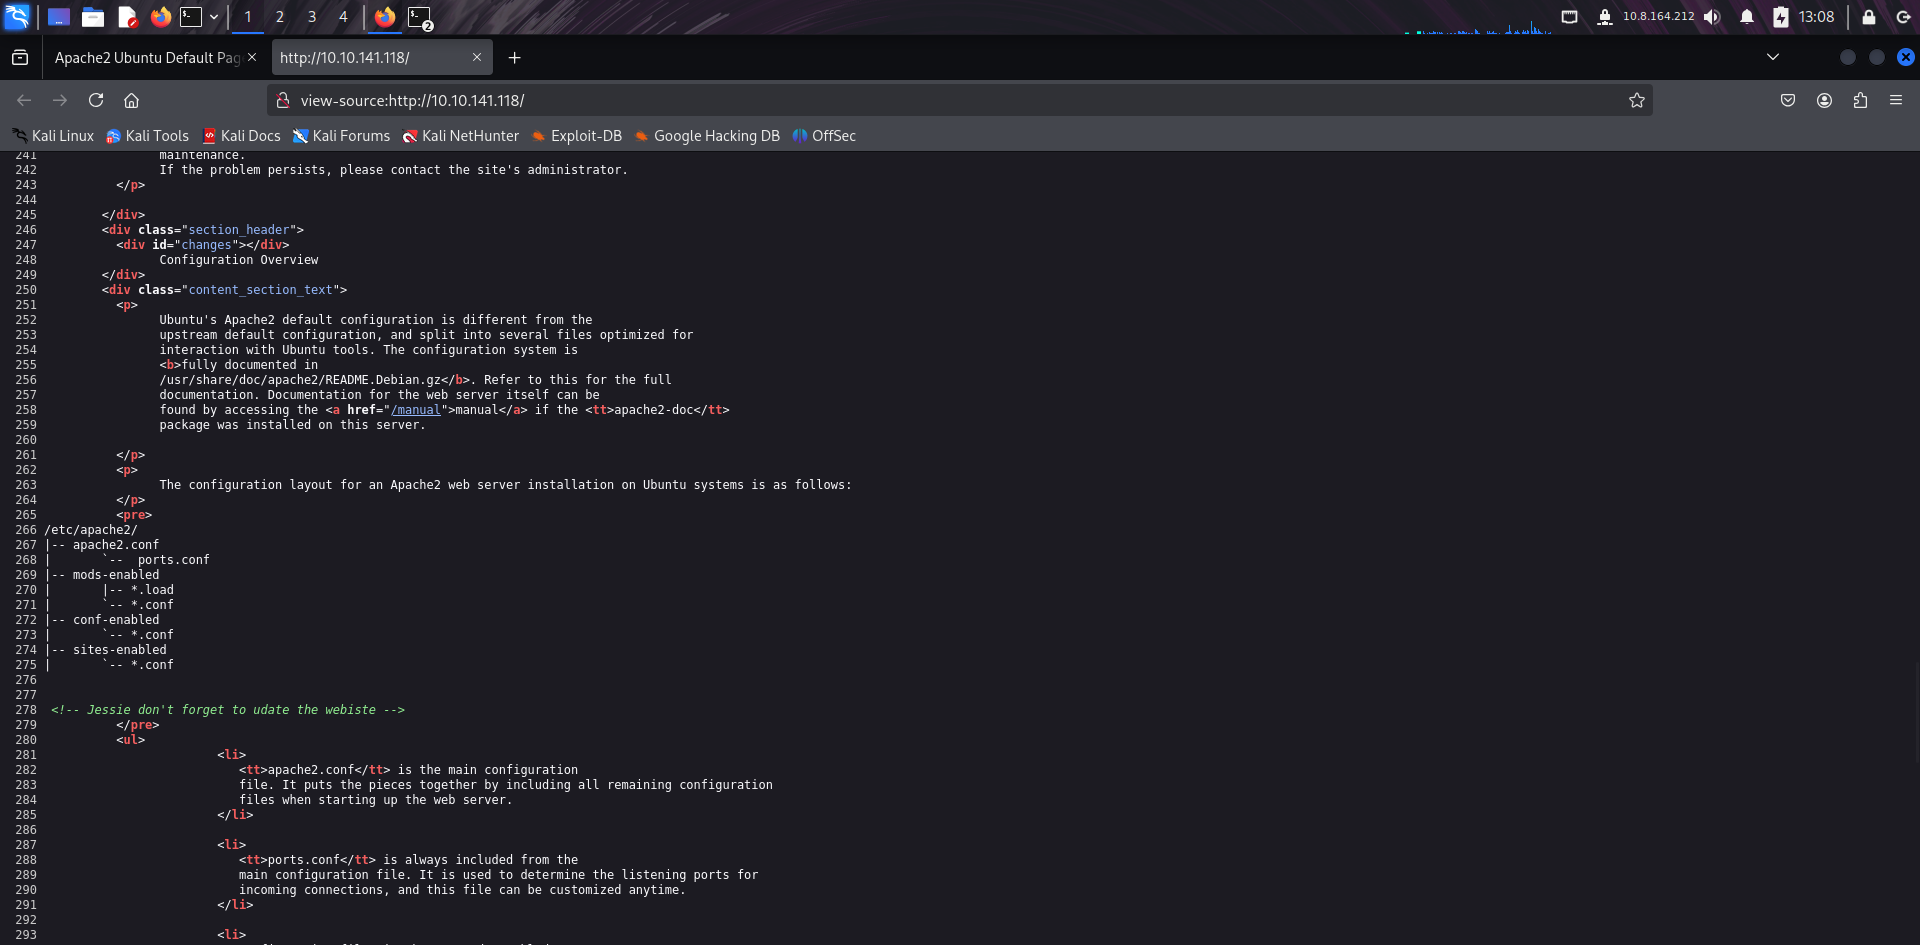 1 2 3 4 2 10.8.164.212 13:08
Apache2 Ubuntu Default Pag × http://10.10.141.118/ × +
view-source:http://10.10.141.118/
Kali Linux Kali Tools Kali Docs Kali Forums Kali NetHunter Exploit-DB Google Hacking DB OffSec
241 maintenance.
242 If the problem persists, please contact the site's administrator.
243 </p>
244
245 </div>
246 <div class="section_header">
247 <div id="changes"></div>
248 Configuration Overview
249 </div>
250 <div class="content_section_text">
251 <p>
252 Ubuntu's Apache2 default configuration is different from the
253 upstream default configuration, and split into several files optimized for
254 interaction with Ubuntu tools. The configuration system is
255 <b>fully documented in
256 /usr/share/doc/apache2/README.Debian.gz</b>. Refer to this for the full
257 documentation. Documentation for the web server itself can be
258 found by accessing the <a href="/manual">manual</a> if the <tt>apache2-doc</tt>
259 package was installed on this server.
260
261 </p>
262 <p>
263 The configuration layout for an Apache2 web server installation on Ubuntu systems is as follows:
264 </p>
265 <pre>
266 /etc/apache2/
267 |-- apache2.conf
268 | `-- ports.conf
269 |-- mods-enabled
270 | |-- *.load
271 | `-- *.conf
272 |-- conf-enabled
273 | `-- *.conf
274 |-- sites-enabled
275 | `-- *.conf
276
277
278 <!-- Jessie don't forget to udate the webiste -->
279 </pre>
280 <ul>
281 <li>
282 <tt>apache2.conf</tt> is the main configuration
283 file. It puts the pieces together by including all remaining configuration
284 files when starting up the web server.
285 </li>
286
287 <li>
288 <tt>ports.conf</tt> is always included from the
289 main configuration file. It is used to determine the listening ports for
290 incoming connections, and this file can be customized anytime.
291 </li>
292
293 <li>